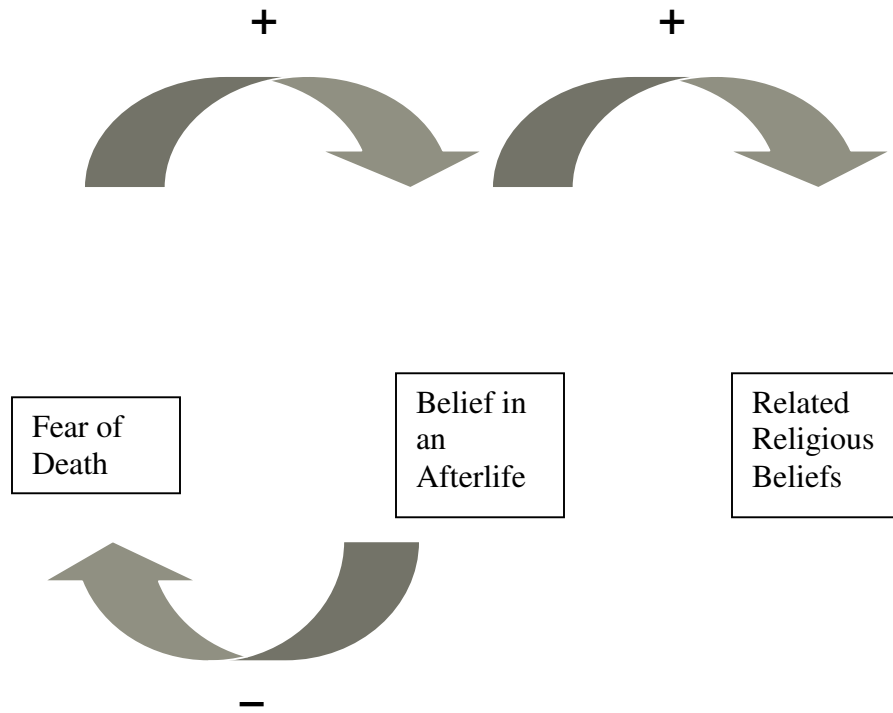 + +
Fear of
Death
Belief in
an
Afterlife
Related
Religious
Beliefs
–